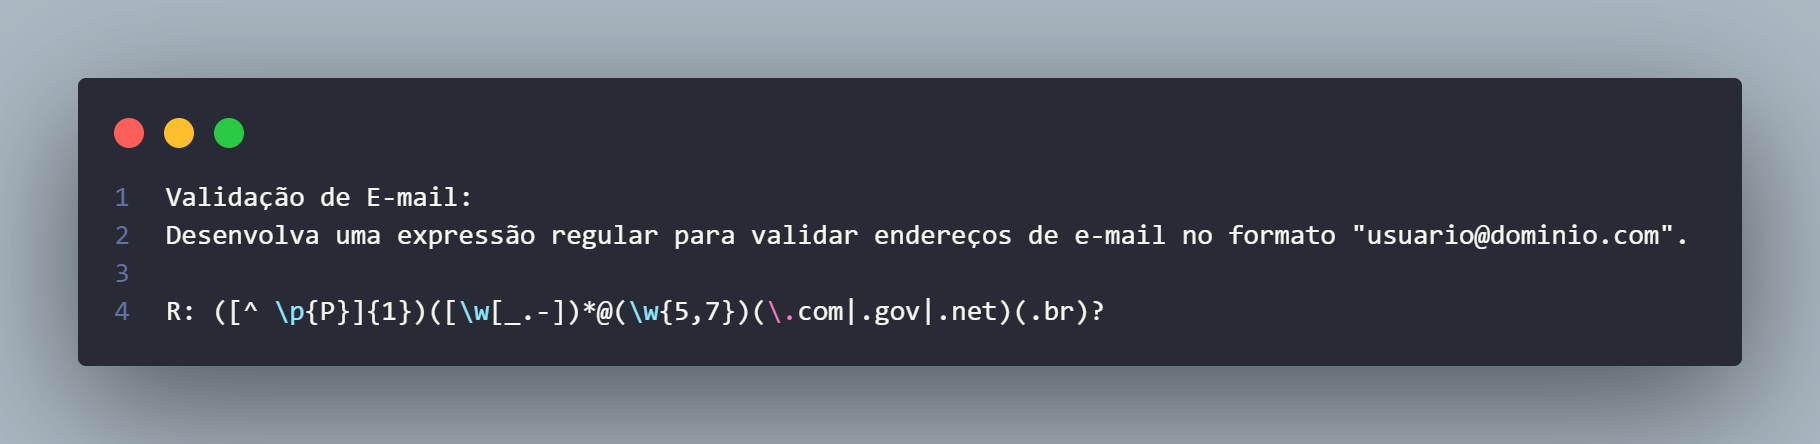 1 Validação de E-mail:
2 Desenvolva uma expressão regular para validar endereços de e-mail no formato "usuario@dominio.com".
3
4 R: ([^ \p{P}]{1})([\w[_.-])*@(\w{5,7})(\.com|.gov|.net)(.br)?